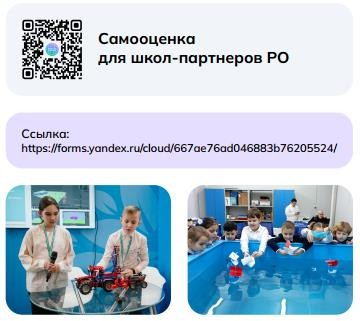 Самооценка
для школ-партнеров РО
Ссылка:
https://forms.yandex.ru/cloud/667ae76ad046883b76205524/